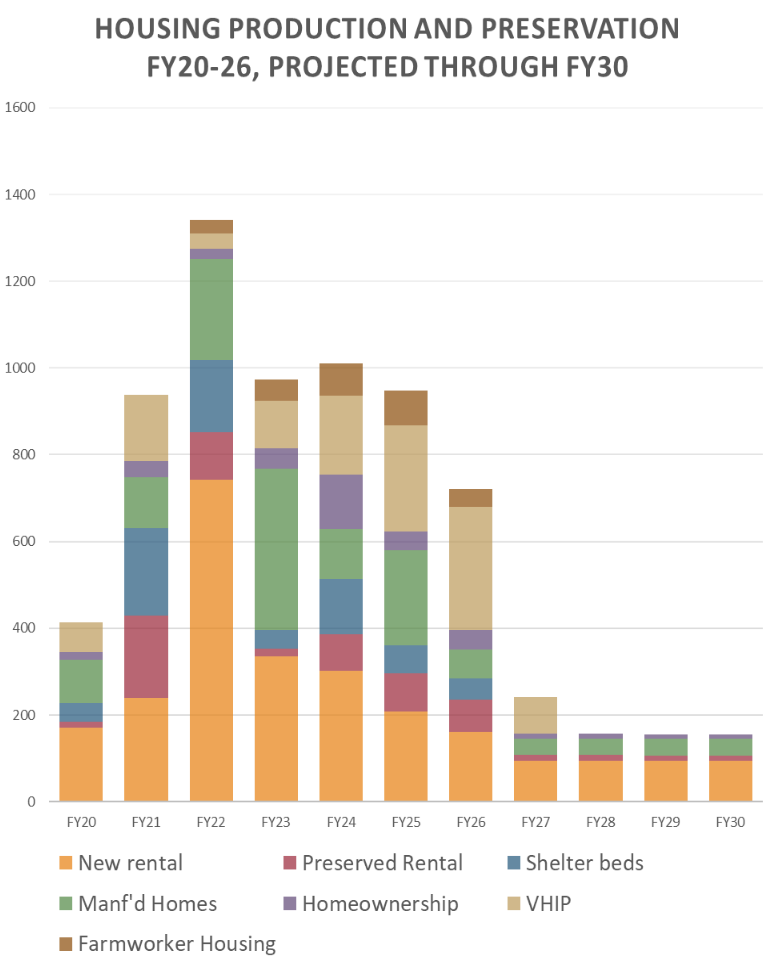 HOUSING PRODUCTION AND PRESERVATION
FY20-26, PROJECTED THROUGH FY30
1600
1400
1200
1000
800
600
400
200
0
FY20 FY21 FY22 FY23 FY24 FY25 FY26 FY27 FY28 FY29 FY30
New rental Preserved Rental Shelter beds
Manf'd Homes Homeownership VHIP
Farmworker Housing